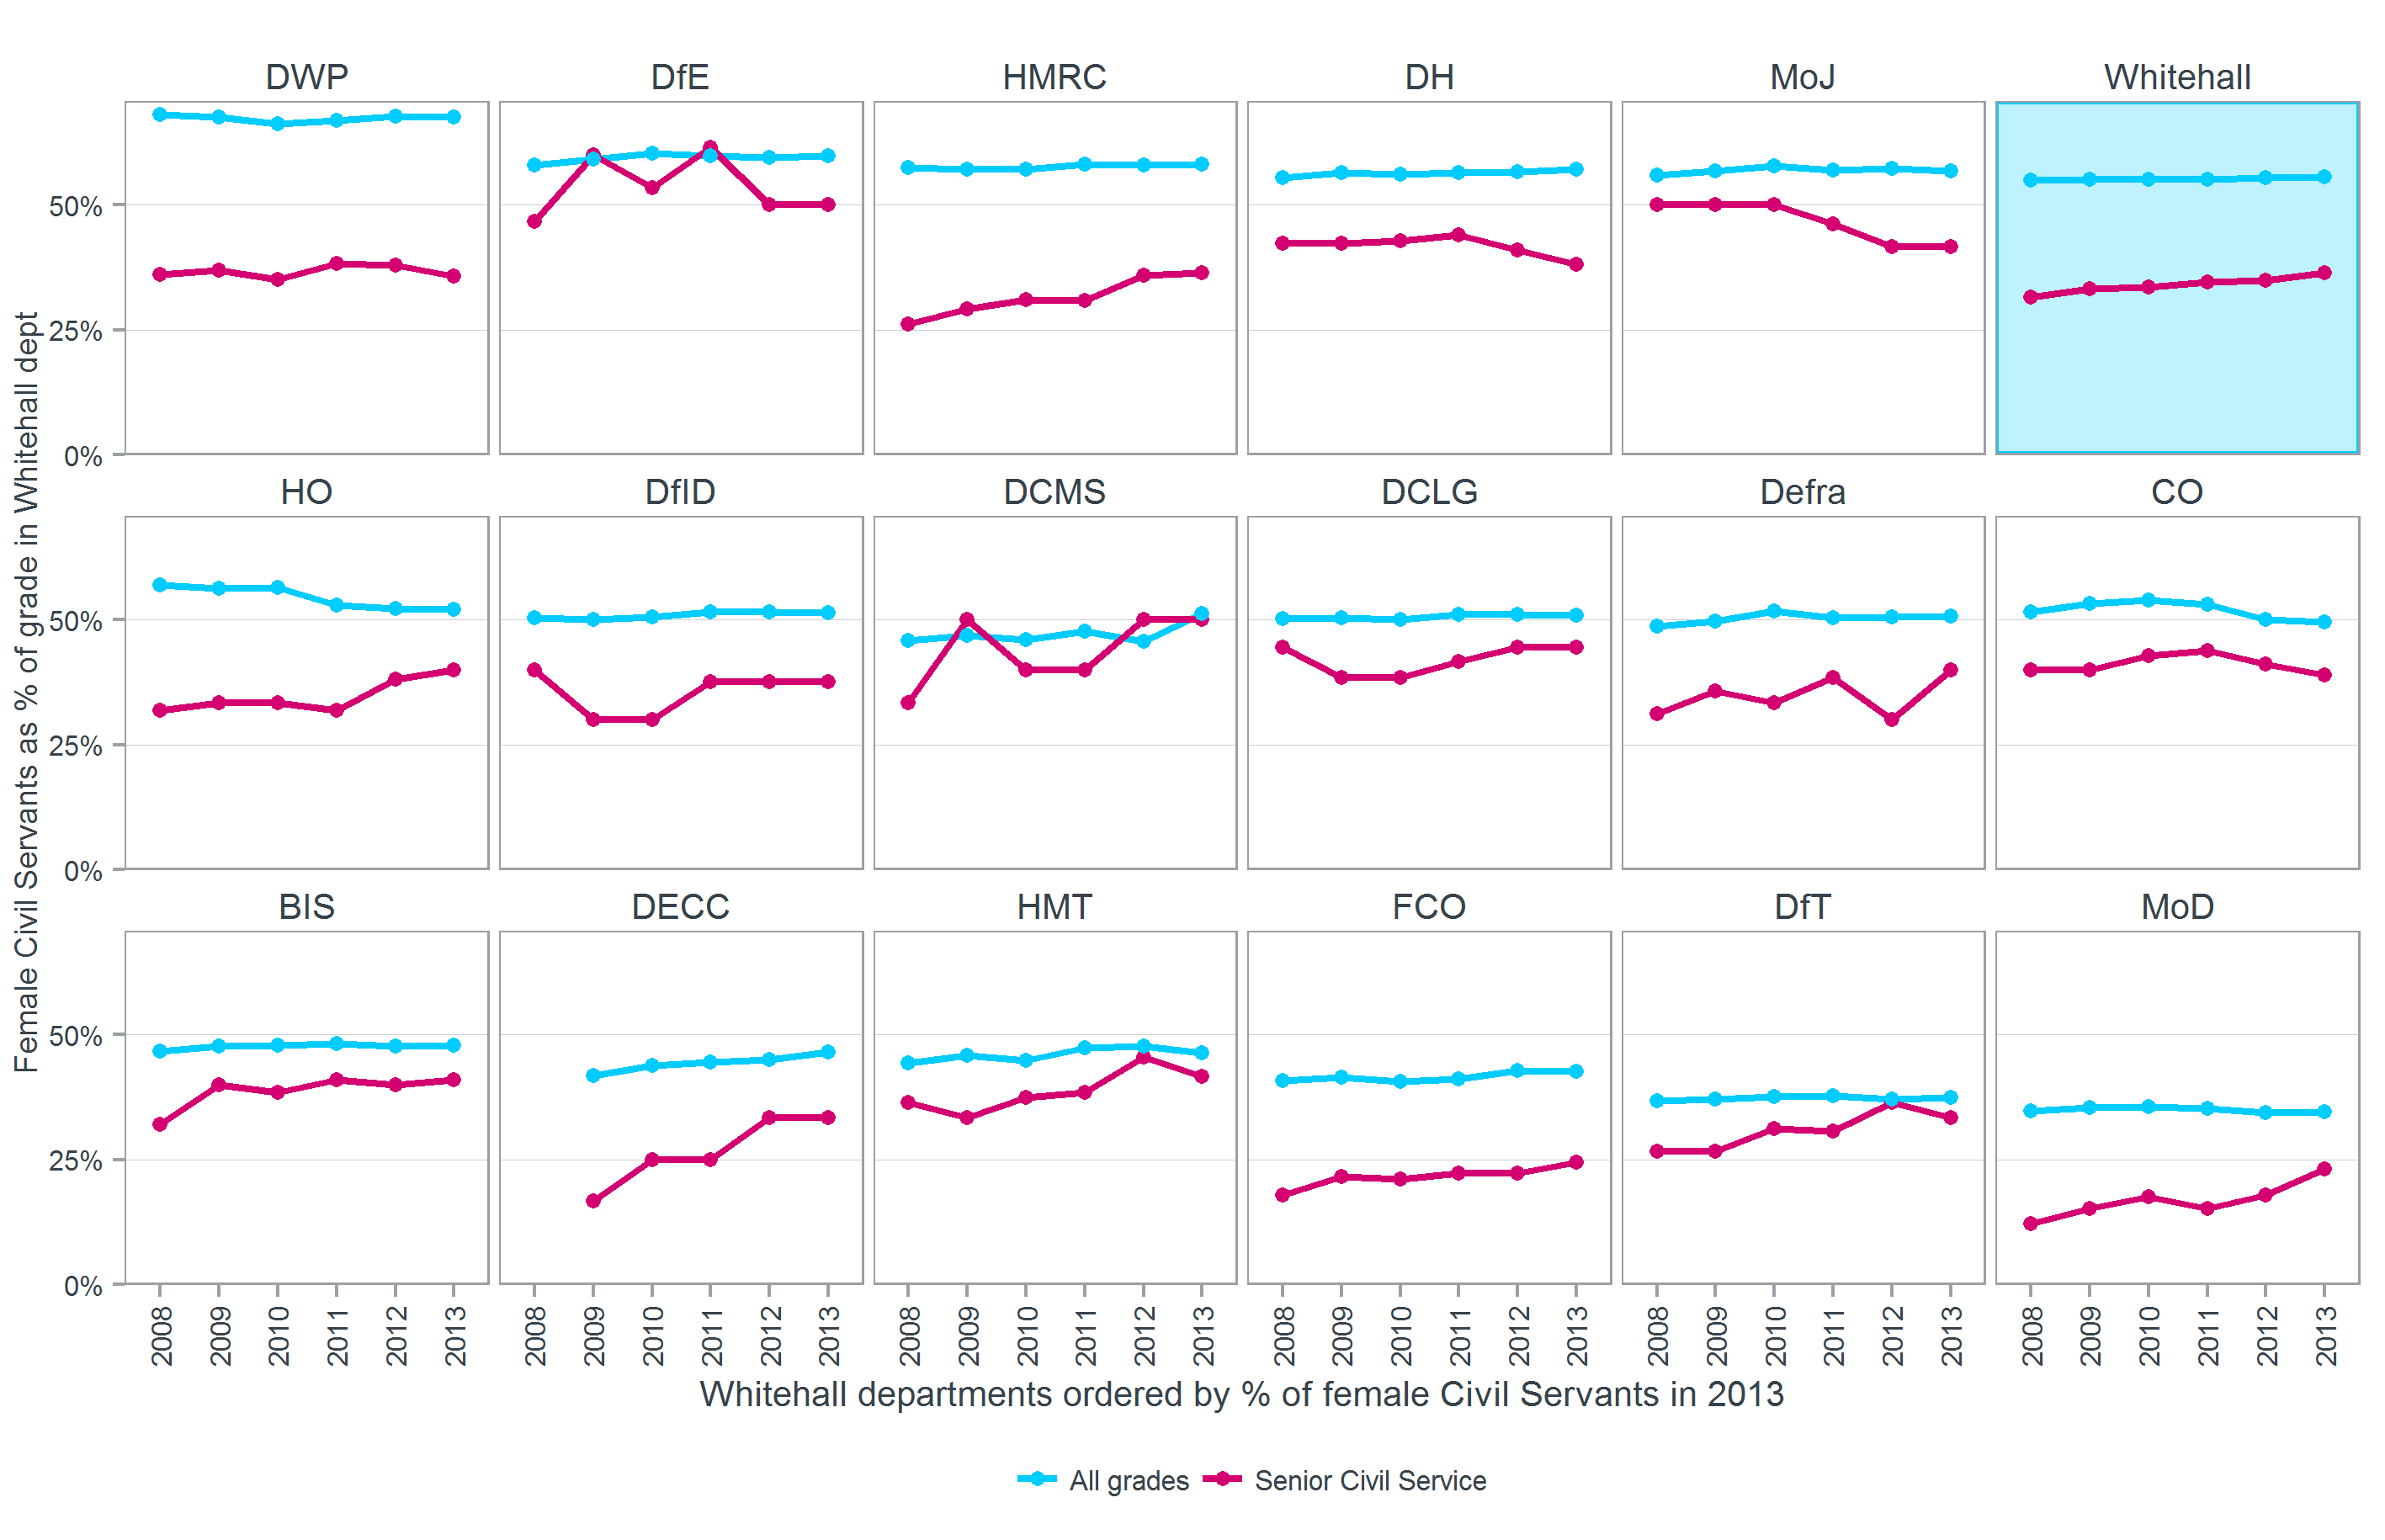 DWP DfE HMRC DH MoJ Whitehall
50%
25%
0%
HO DfID DCMS DCLG Defra CO
50%
25%
0%
BIS DECC HMT FCO DfT MoD
50%
25%
0%
2008 2009 2010 2011 2012 2013 2008 2009 2010 2011 2012 2013 2008 2009 2010 2011 2012 2013 2008 2009 2010 2011 2012 2013 2008 2009 2010 2011 2012 2013 2008 2009 2010 2011 2012 2013
Female Civil Servants as % of grade in Whitehall dept
Whitehall departments ordered by % of female Civil Servants in 2013
All grades Senior Civil Service